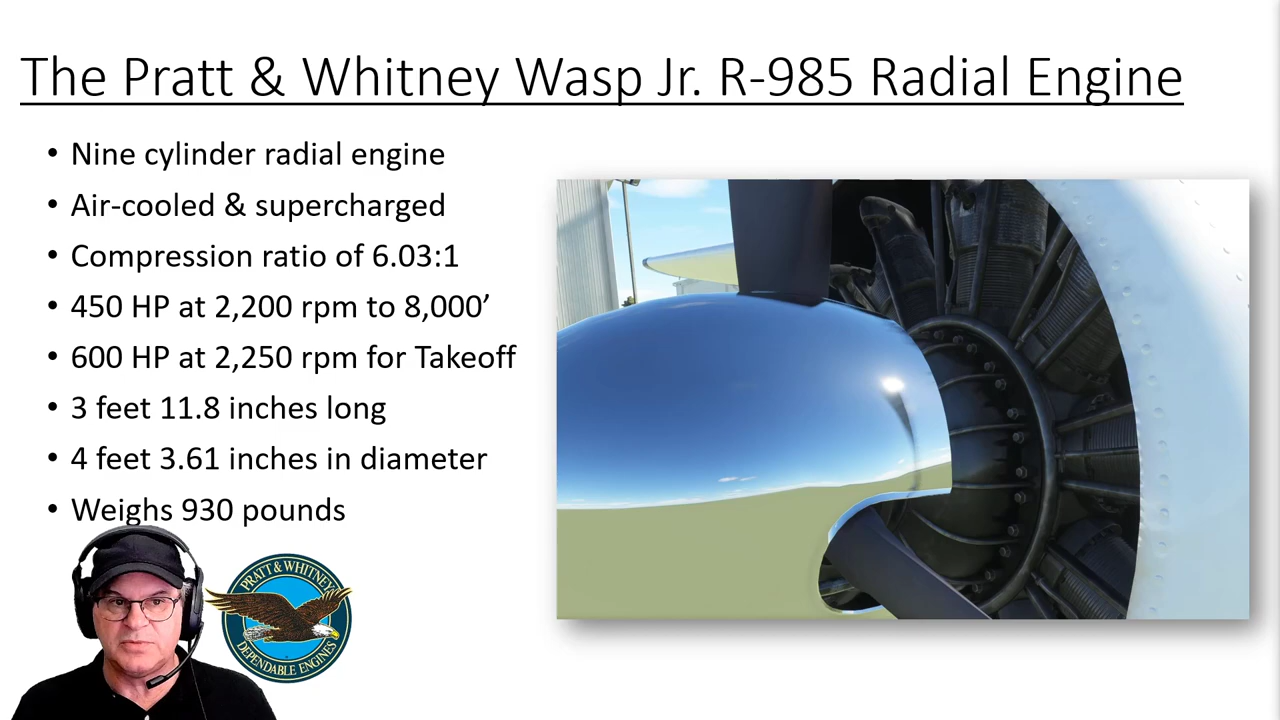 The Pratt & Whitney Wasp Jr. R-985 Radial Engine
• Nine cylinder radial engine
• Air-cooled & supercharged
• Compression ratio of 6.03:1
• 450 HP at 2,200 rpm to 8,000’
• 600 HP at 2,250 rpm for Takeoff
• 3 feet 11.8 inches long
• 4 feet 3.61 inches in diameter
• Weighs 930 pounds
PRATT & WHITNEY
DEPENDABLE ENGINES